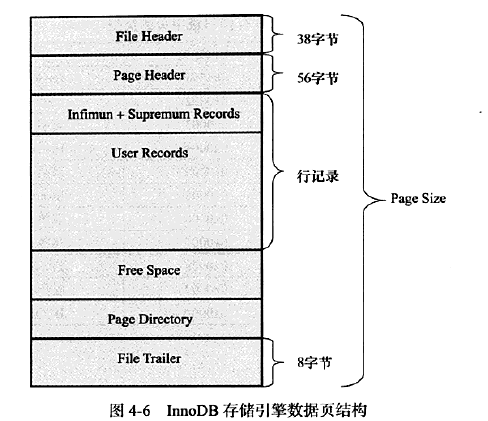 File Header
38字节
Page Header
56字节
Infimun + Supremum Records
User Records
行记录
Page Size
Free Space
Page Directory
File Trailer
8字节
图 4-6 InnoDB 存储引擎数据页结构